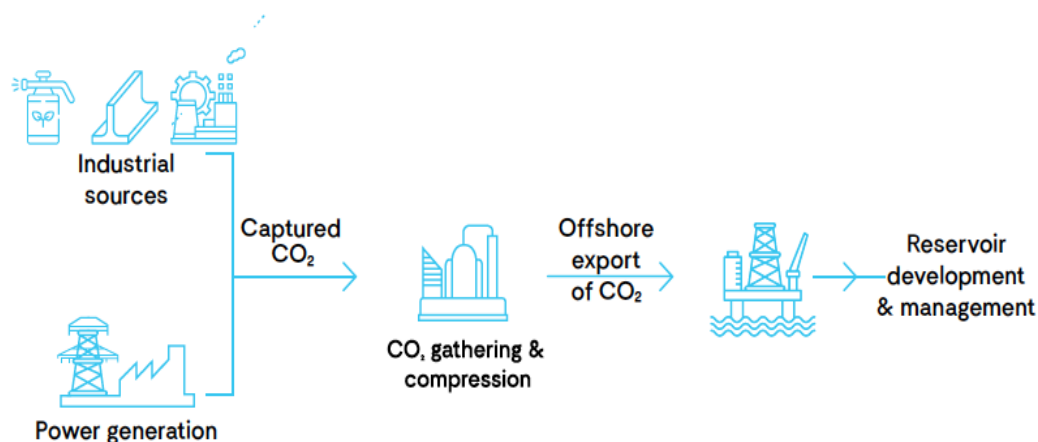 Industrial
sources
Captured
CO₂
Power generation
CO₂ gathering &
compression
Offshore
export
of CO₂
Reservoir
development
& management